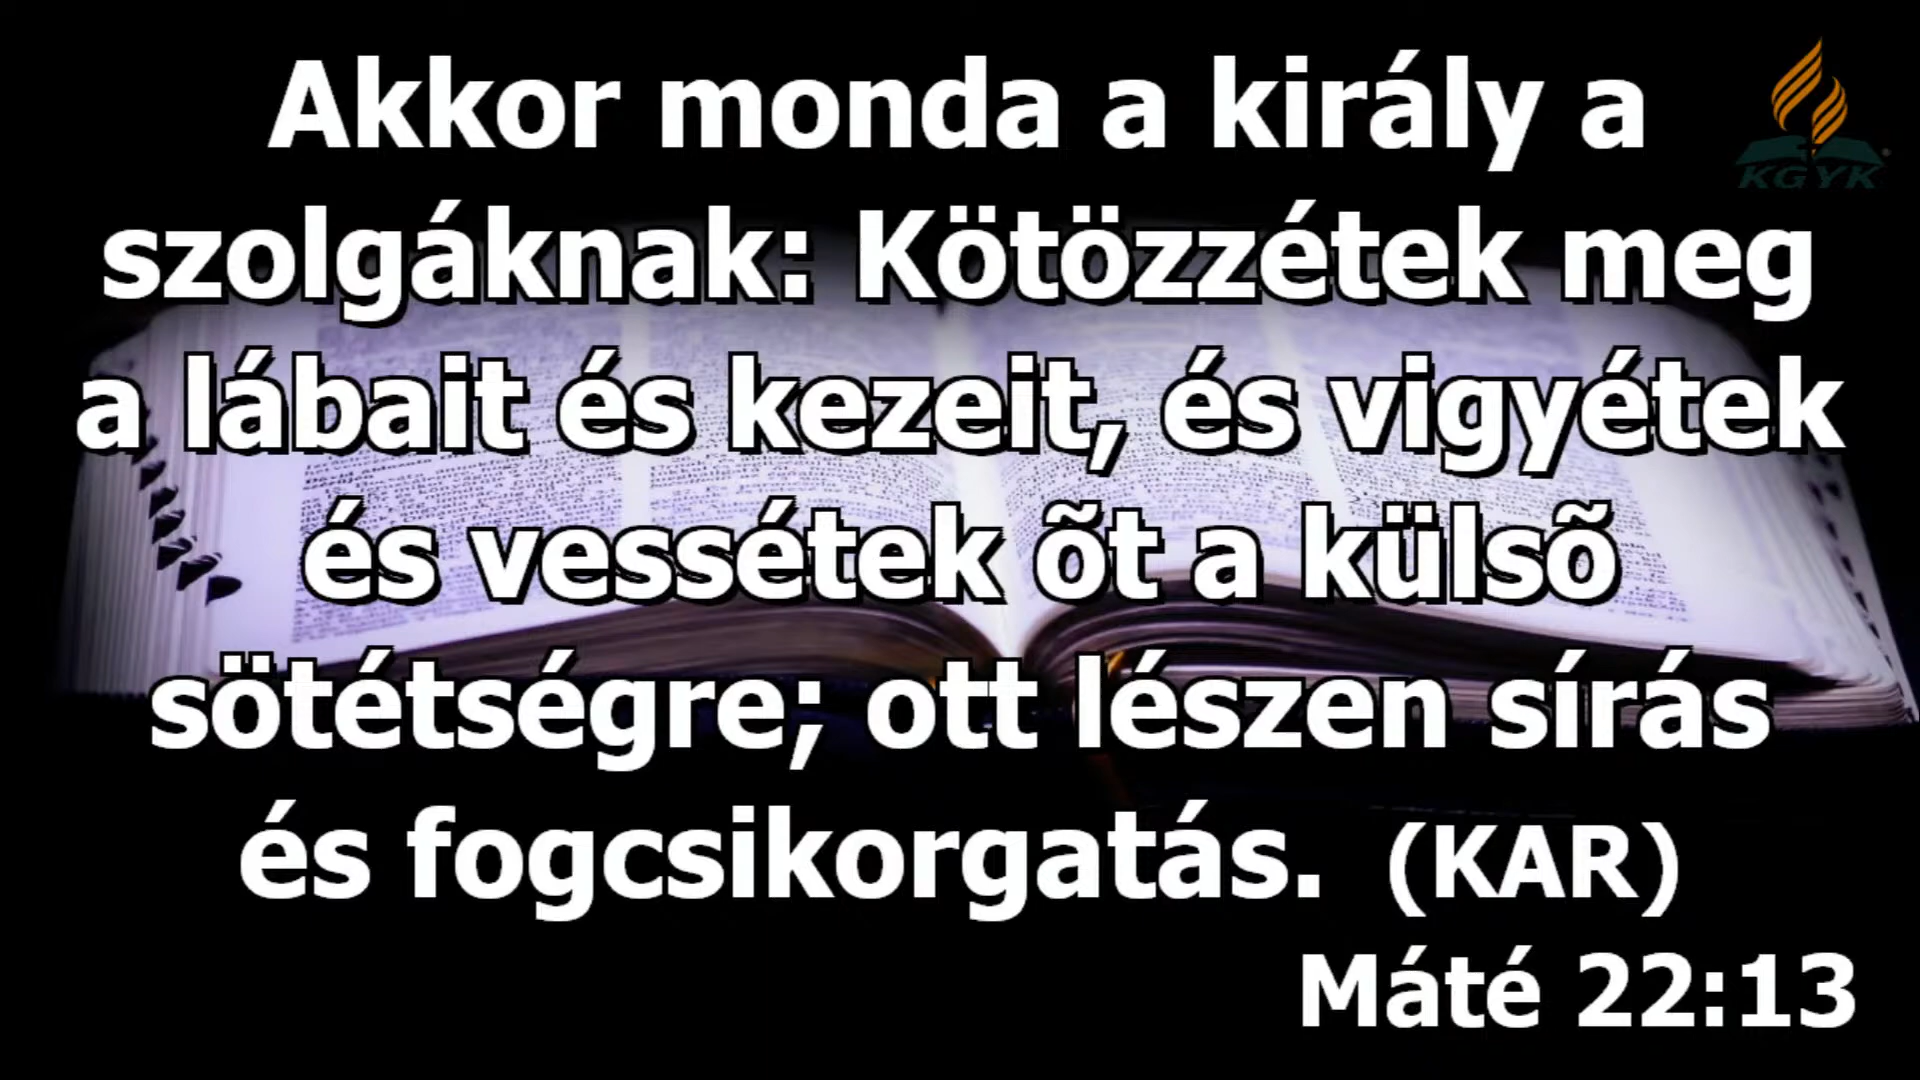 Akkor monda a király a
KGYK
szolgáknak: Kötözzétek meg
a lábait és kezeit, és vigyétek
és vessétek õt a külsõ
sötétségre; ott lészen sírás
és fogcsikorgatás. (KAR)
Máté 22:13